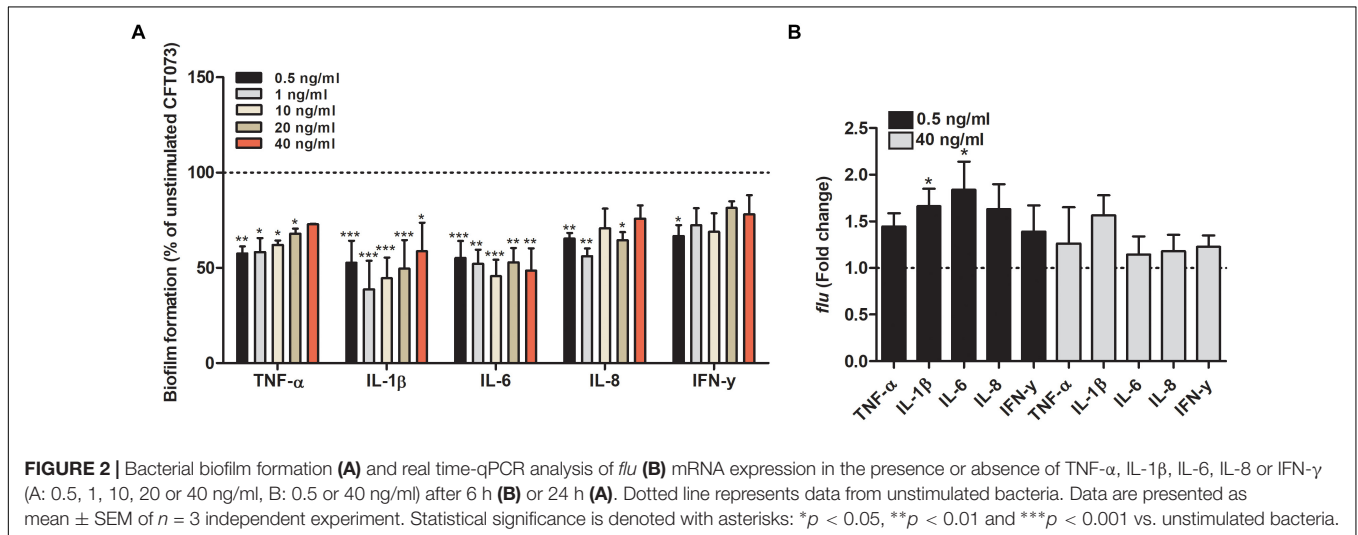 A
B
Biofilm formation (% of unstimulated CFT073)
150
100
50
0
0.5 ng/ml
1 ng/ml
10 ng/ml
20 ng/ml
40 ng/ml
** * * *
*** *** *** *** *
*** ** *** ** **
** ** *
*
TNF-α IL-1β IL-6 IL-8 IFN-y
flu (Fold change)
2.5
2.0
1.5
1.0
0.5
0.0
0.5 ng/ml
40 ng/ml
* *
TNF-α IL-1β IL-6 IL-8 IFN-y TNF-α IL-1β IL-6 IL-8 IFN-y
FIGURE 2 | Bacterial biofilm formation (A) and real time-qPCR analysis of flu (B) mRNA expression in the presence or absence of TNF-α, IL-1β, IL-6, IL-8 or IFN-γ
(A: 0.5, 1, 10, 20 or 40 ng/ml, B: 0.5 or 40 ng/ml) after 6 h (B) or 24 h (A). Dotted line represents data from unstimulated bacteria. Data are presented as
mean ± SEM of n = 3 independent experiment. Statistical significance is denoted with asterisks: *p < 0.05, **p < 0.01 and ***p < 0.001 vs. unstimulated bacteria.